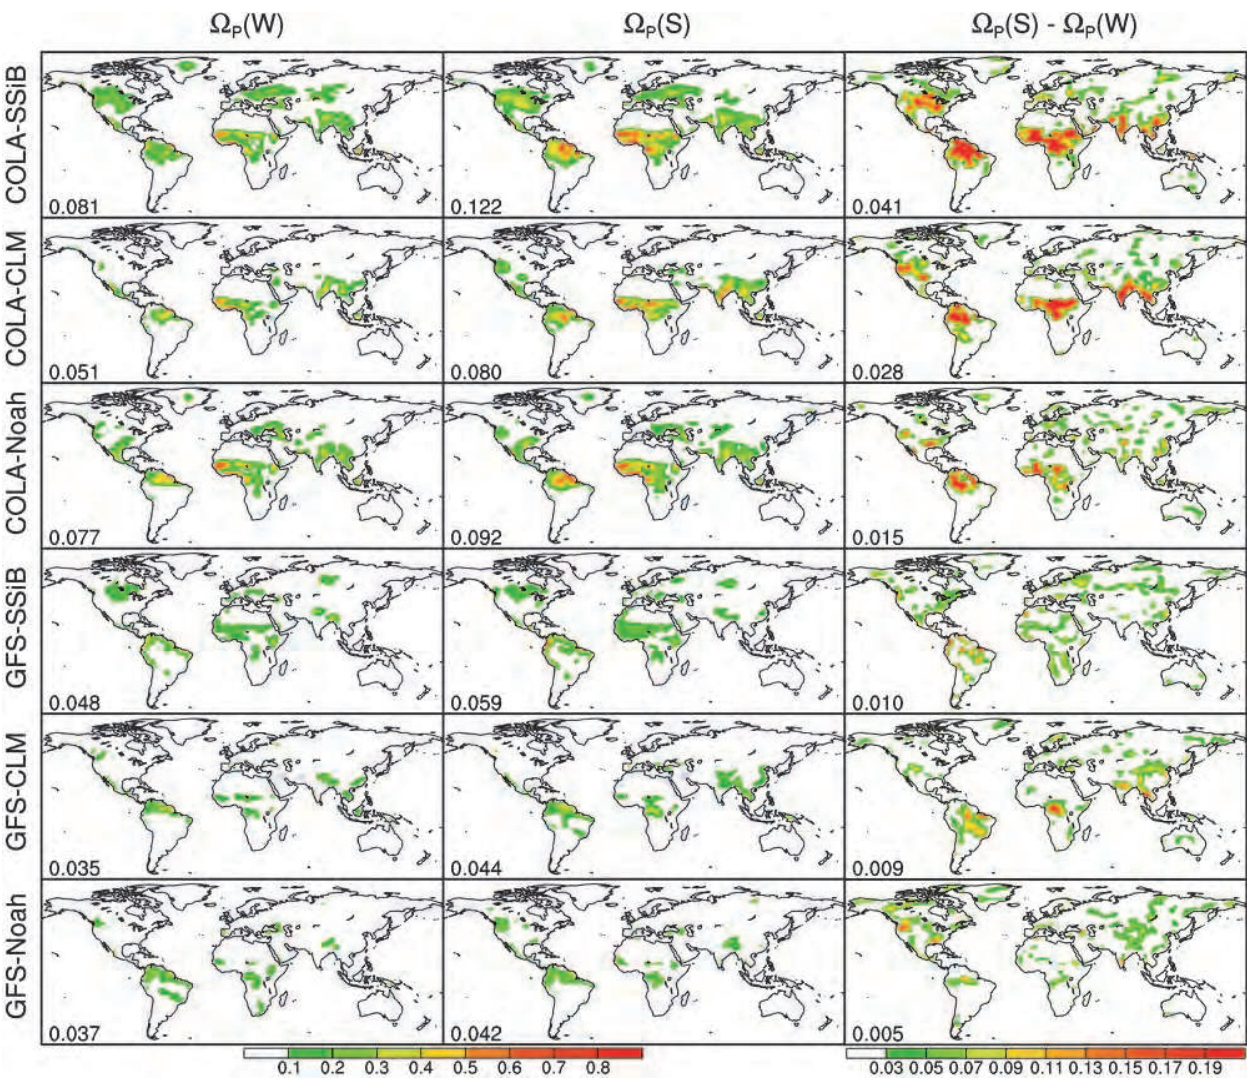 Ωₚ(W) Ωₚ(S) Ωₚ(S) - Ωₚ(W)
COLA-SSiB 0.081 0.122 0.041
COLA-CLM 0.051 0.080 0.028
COLA-Noah 0.077 0.092 0.015
GFS-SSiB 0.048 0.059 0.010
GFS-CLM 0.035 0.044 0.009
GFS-Noah 0.037 0.042 0.005
0.1 0.2 0.3 0.4 0.5 0.6 0.7 0.8 0.03 0.05 0.07 0.09 0.11 0.13 0.15 0.17 0.19